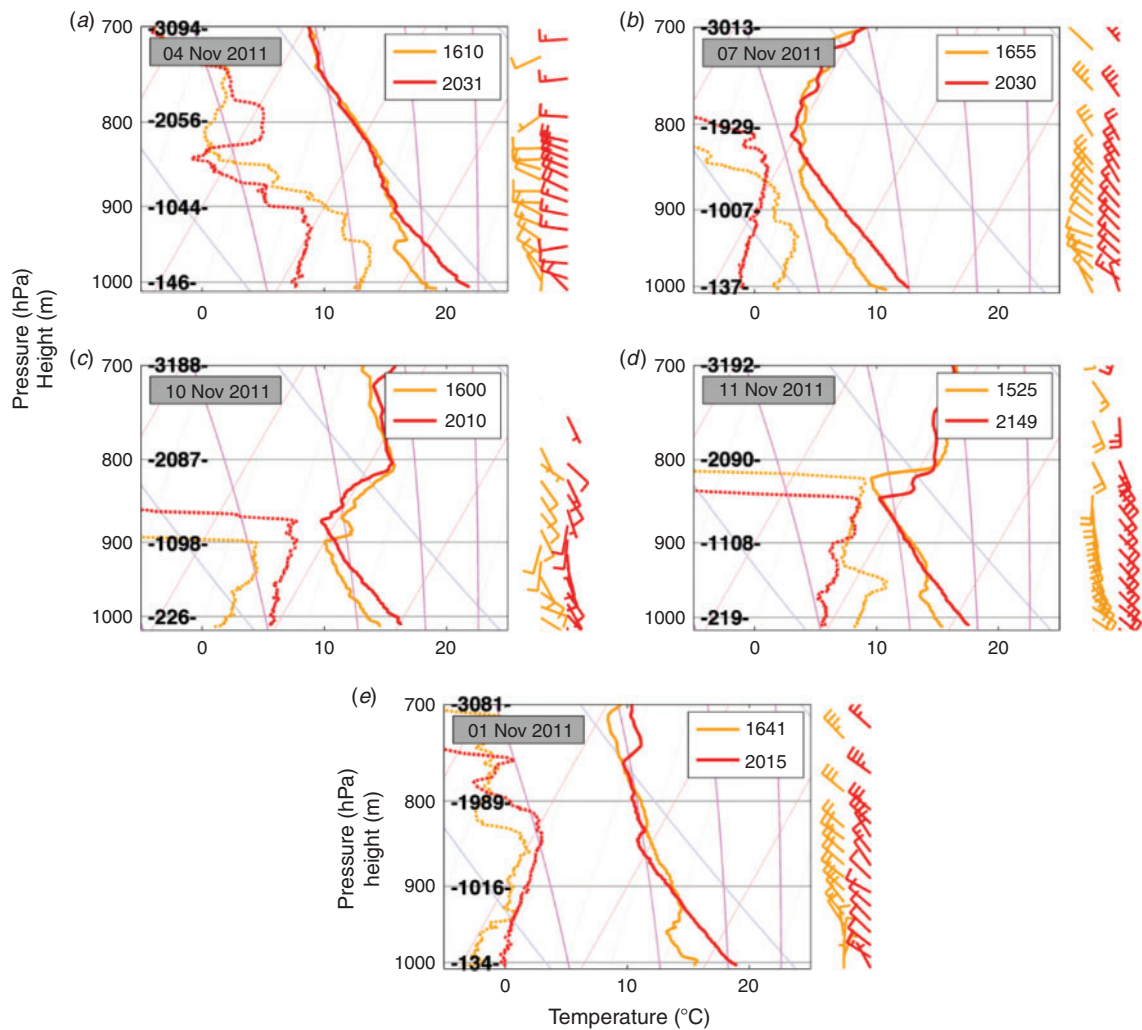 (a)
700
-3094-
04 Nov 2011
1610
2031
800
-2056-
900
-1044-
1000
-146-
0 10 20
(b)
700
-3013-
07 Nov 2011
1655
2030
800
-1929-
900
-1007-
1000
-137-
0 10 20
Pressure (hPa)
Height (m)
(c)
700
-3188-
10 Nov 2011
1600
2010
800
-2087-
900
-1098-
1000
-226-
0 10 20
(d)
700
-3192-
11 Nov 2011
1525
2149
800
-2090-
900
-1108-
1000
-219-
0 10 20
(e)
700
-3081-
01 Nov 2011
1641
2015
800
-1989-
900
-1016-
1000
-134-
0 10 20
Pressure (hPa)
height (m)
Temperature (°C)